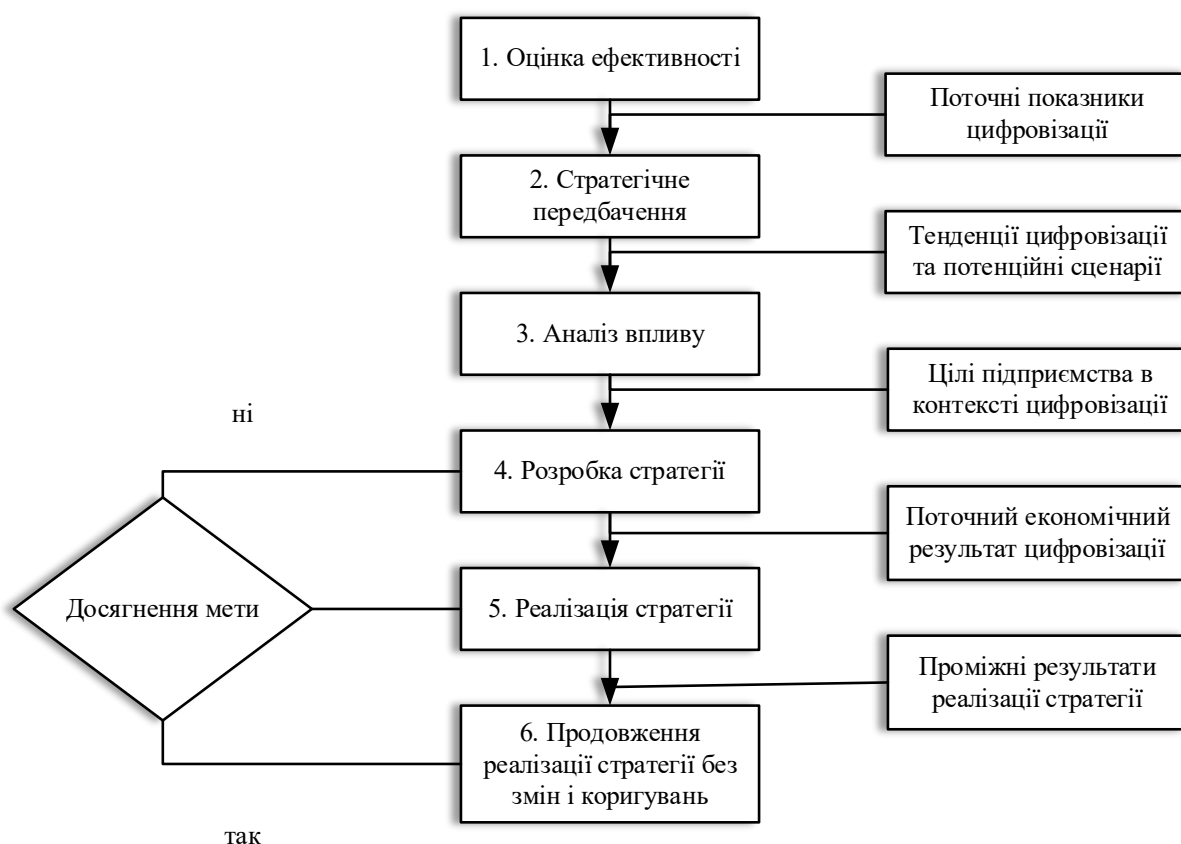 1. Оцінка ефективності
Поточні показники
цифровізації
2. Стратегічне
передбачення
Тенденції цифровізації
та потенційні сценарії
3. Аналіз впливу
Цілі підприємства в
контексті цифровізації
ні
4. Розробка стратегії
Поточний економічний
результат цифровізації
Досягнення мети
5. Реалізація стратегії
Проміжні результати
реалізації стратегії
6. Продовження
реалізації стратегії без
змін і коригувань
так